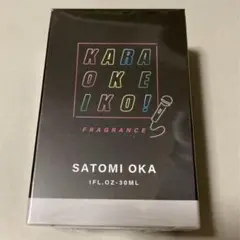 KARA
OKE
IKO!
FRAGRANCE
SATOMI OKA
1FL.OZ-30ML